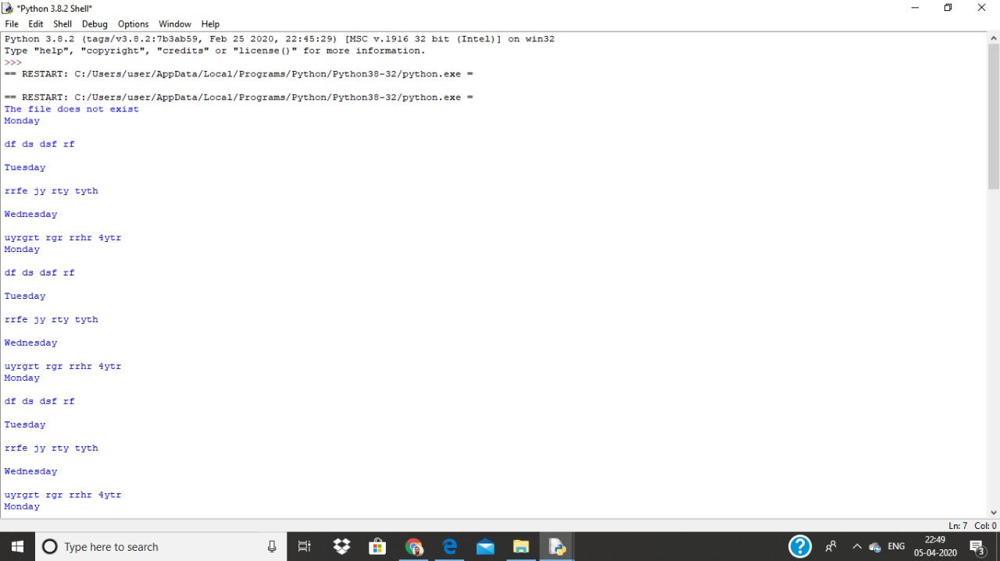 *Python 3.8.2 Shell*
File Edit Shell Debug Options Window Help
Python 3.8.2 (tags/v3.8.2:7b3ab59, Feb 25 2020, 22:45:29) [MSC v.1916 32 bit (Intel)] on win32
Type "help", "copyright", "credits" or "license()" for more information.
>>>
== RESTART: C:/Users/user/AppData/Local/Programs/Python/Python38-32/python.exe =
== RESTART: C:/Users/user/AppData/Local/Programs/Python/Python38-32/python.exe =
The file does not exist
Monday
df ds dsf rf
Tuesday
rrfe jy rty tyth
Wednesday
uyrgrt rgr rrhr 4ytr
Monday
df ds dsf rf
Tuesday
rrfe jy rty tyth
Wednesday
uyrgrt rgr rrhr 4ytr
Monday
df ds dsf rf
Tuesday
rrfe jy rty tyth
Wednesday
uyrgrt rgr rrhr 4ytr
Monday
Ln: 7 Col: 0
Type here to search
ENG
22:49
05-04-2020
3